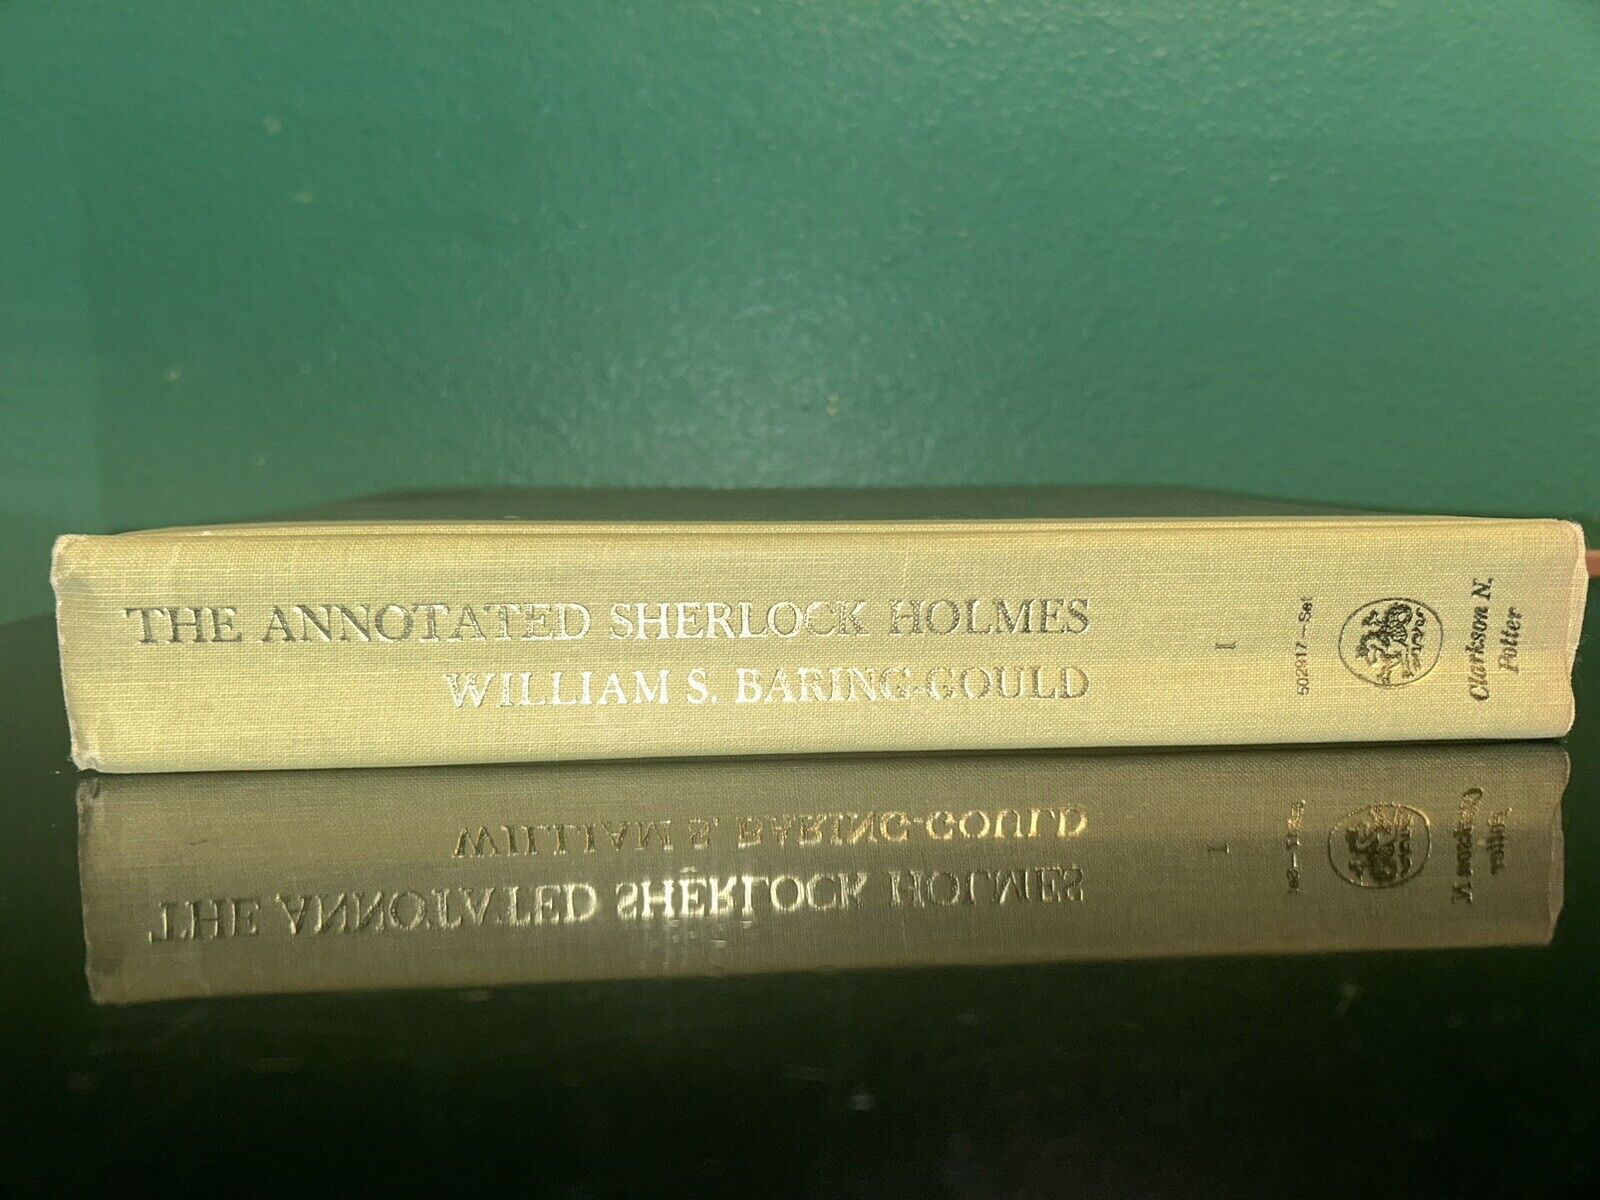 THE ANNOTATED SHERLOCK HOLMES
WILLIAM S. BARING-GOULD
I
502917-Set
Clarkson N.
Potter